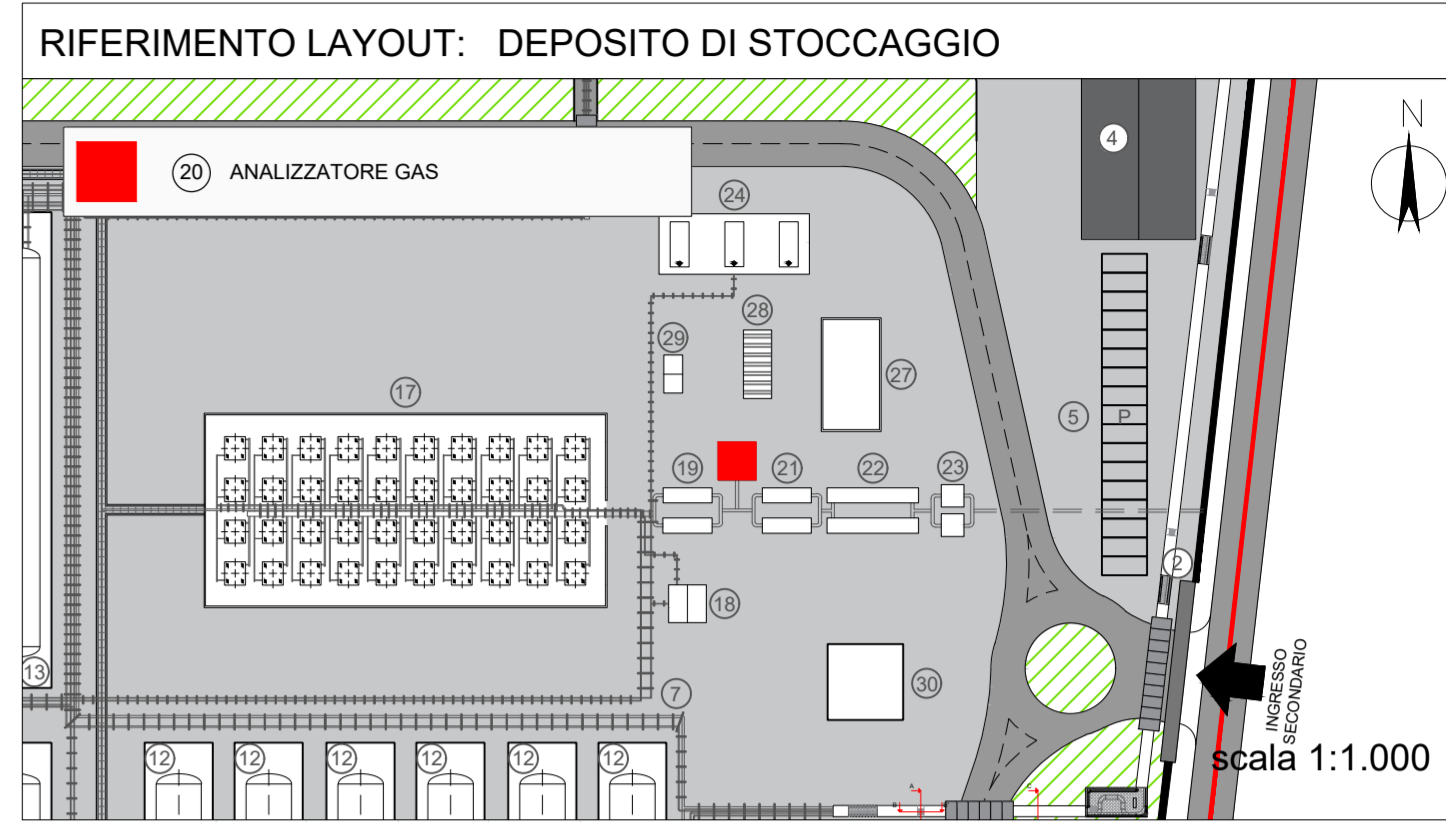 RIFERIMENTO LAYOUT: DEPOSITO DI STOCCAGGIO
N
4
20 ANALIZZATORE GAS
24
28
29
27
17
5 P
19
21
22
23
2
18
13
30
7
INGRESSO
SECONDARIO
12 12 12 12 12 12
scala 1:1.000
A
C
B